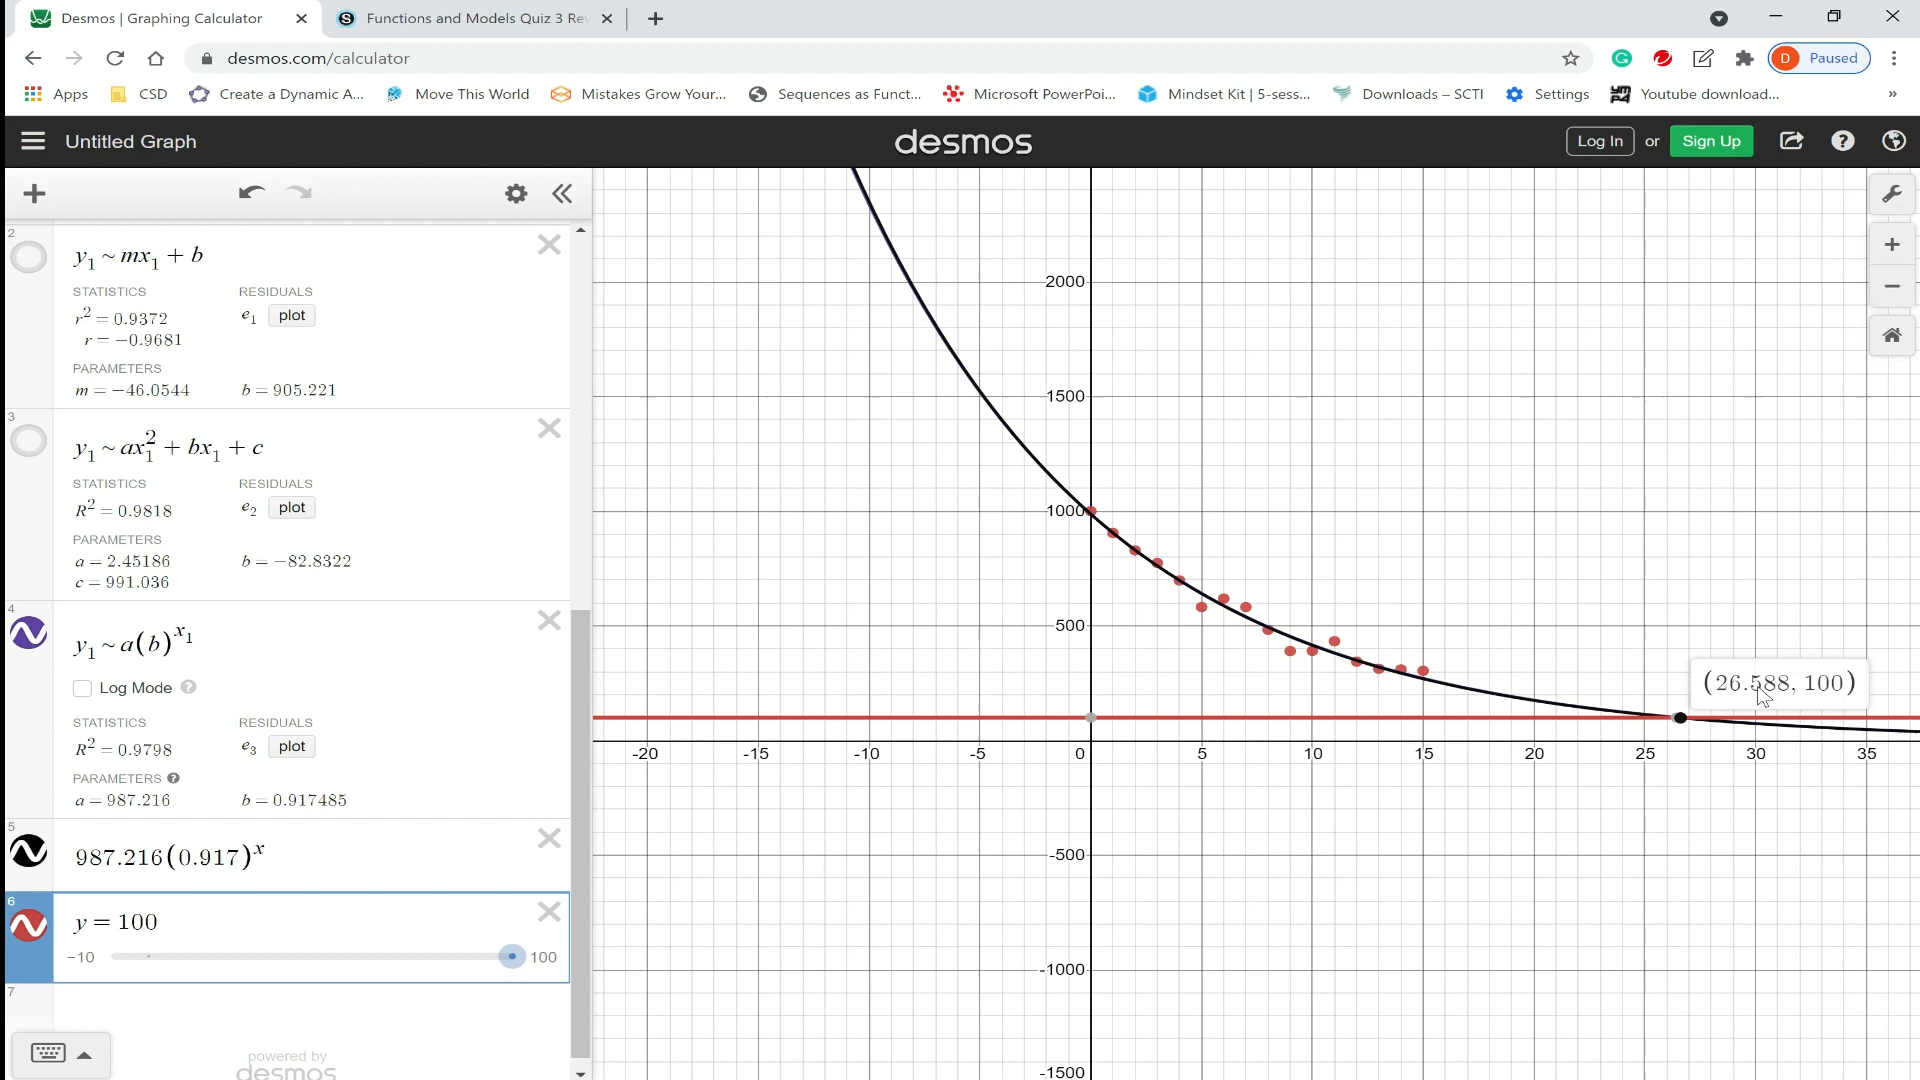 Desmos | Graphing Calculator
Functions and Models Quiz 3 Re
desmos.com/calculator
D Paused
Apps CSD Create a Dynamic A... Move This World Mistakes Grow Your... Sequences as Funct... Microsoft PowerPoi... Mindset Kit | 5-sess... Downloads – SCTI Settings Youtube download... »
Untitled Graph desmos Log In or Sign Up
2
y₁ ~ mx₁ + b
STATISTICS RESIDUALS
r² = 0.9372 e₁ plot
r = −0.9681
PARAMETERS
m = −46.0544 b = 905.221
3
y₁ ~ ax₁² + bx₁ + c
STATISTICS RESIDUALS
R² = 0.9818 e₂ plot
PARAMETERS
a = 2.45186 b = −82.8322
c = 991.036
4
y₁ ~ a(b)^x₁
Log Mode ?
STATISTICS RESIDUALS
R² = 0.9798 e₃ plot
PARAMETERS ?
a = 987.216 b = 0.917485
5
987.216(0.917)^x
6
y = 100
−10 100
7
powered by
desmos
2000
1500
1000
500
(26.588, 100)
-20 -15 -10 -5 0 5 10 15 20 25 30 35
-500
-1000
-1500